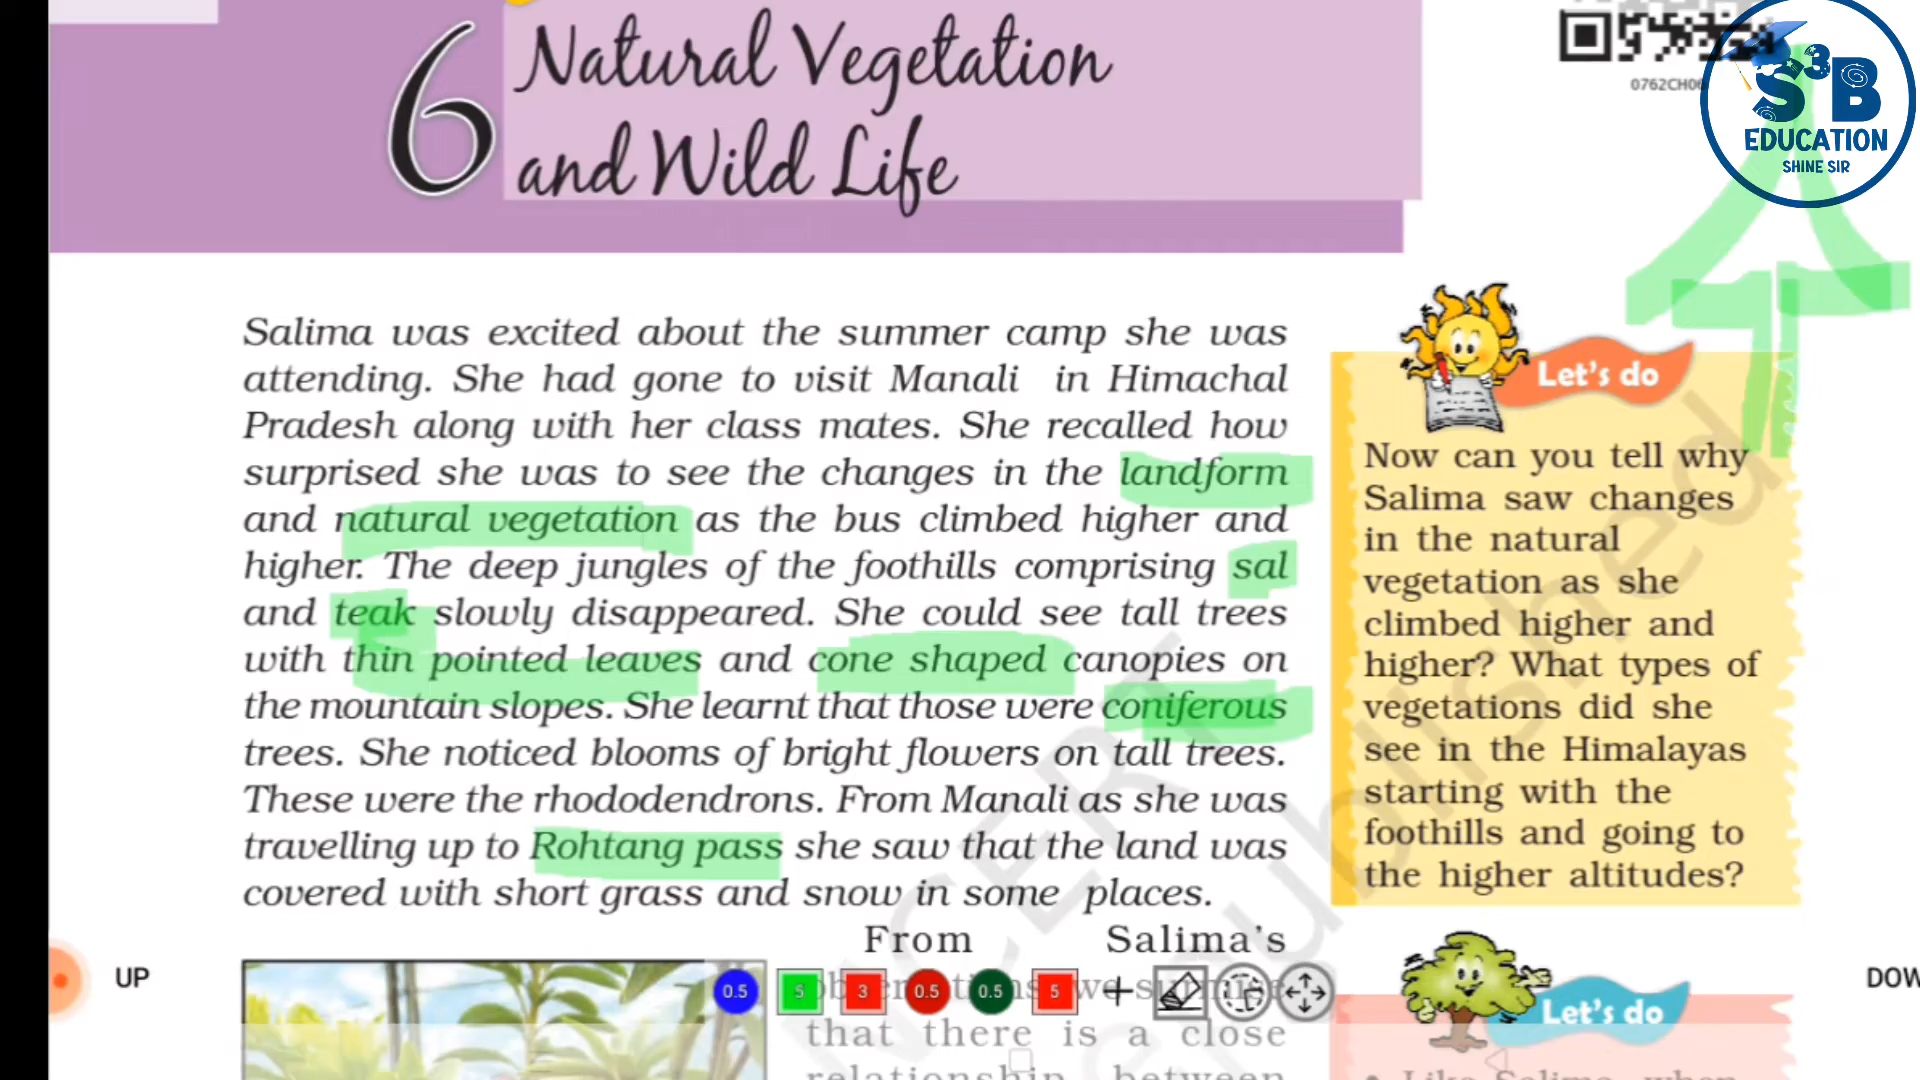 6
Natural Vegetation
and Wild Life
0762CH06
S³B
EDUCATION
SHINE SIR
Salima was excited about the summer camp she was
attending. She had gone to visit Manali in Himachal
Pradesh along with her class mates. She recalled how
surprised she was to see the changes in the landform
and natural vegetation as the bus climbed higher and
higher. The deep jungles of the foothills comprising sal
and teak slowly disappeared. She could see tall trees
with thin pointed leaves and cone shaped canopies on
the mountain slopes. She learnt that those were coniferous
trees. She noticed blooms of bright flowers on tall trees.
These were the rhododendrons. From Manali as she was
travelling up to Rohtang pass she saw that the land was
covered with short grass and snow in some places.
From Salima's
we surmise
that there is a close
relationship between
Let's do
Now can you tell why
Salima saw changes
in the natural
vegetation as she
climbed higher and
higher? What types of
vegetations did she
see in the Himalayas
starting with the
foothills and going to
the higher altitudes?
Let's do
Like Salima, when
UP
0.5 5 3 0.5 0.5 5 +
DOW